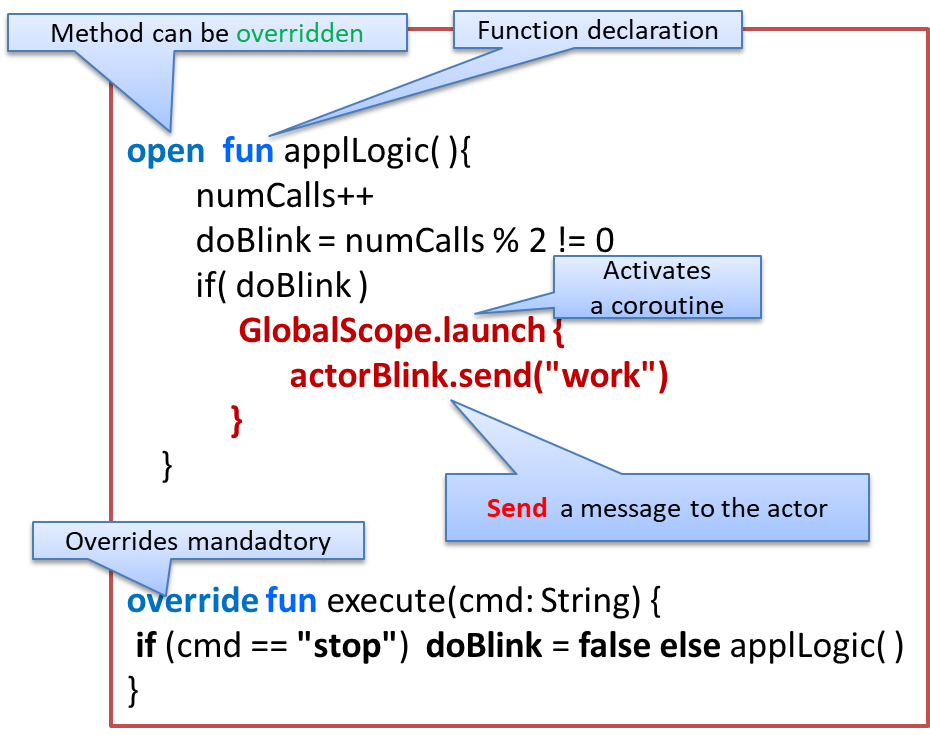 Method can be overridden
Function declaration
open fun applLogic( ){
numCalls++
doBlink = numCalls % 2 != 0
if( doBlink )
Activates
a coroutine
GlobalScope.launch {
actorBlink.send("work")
}
}
Send a message to the actor
Overrides mandadtory
override fun execute(cmd: String) {
if (cmd == "stop") doBlink = false else applLogic( )
}